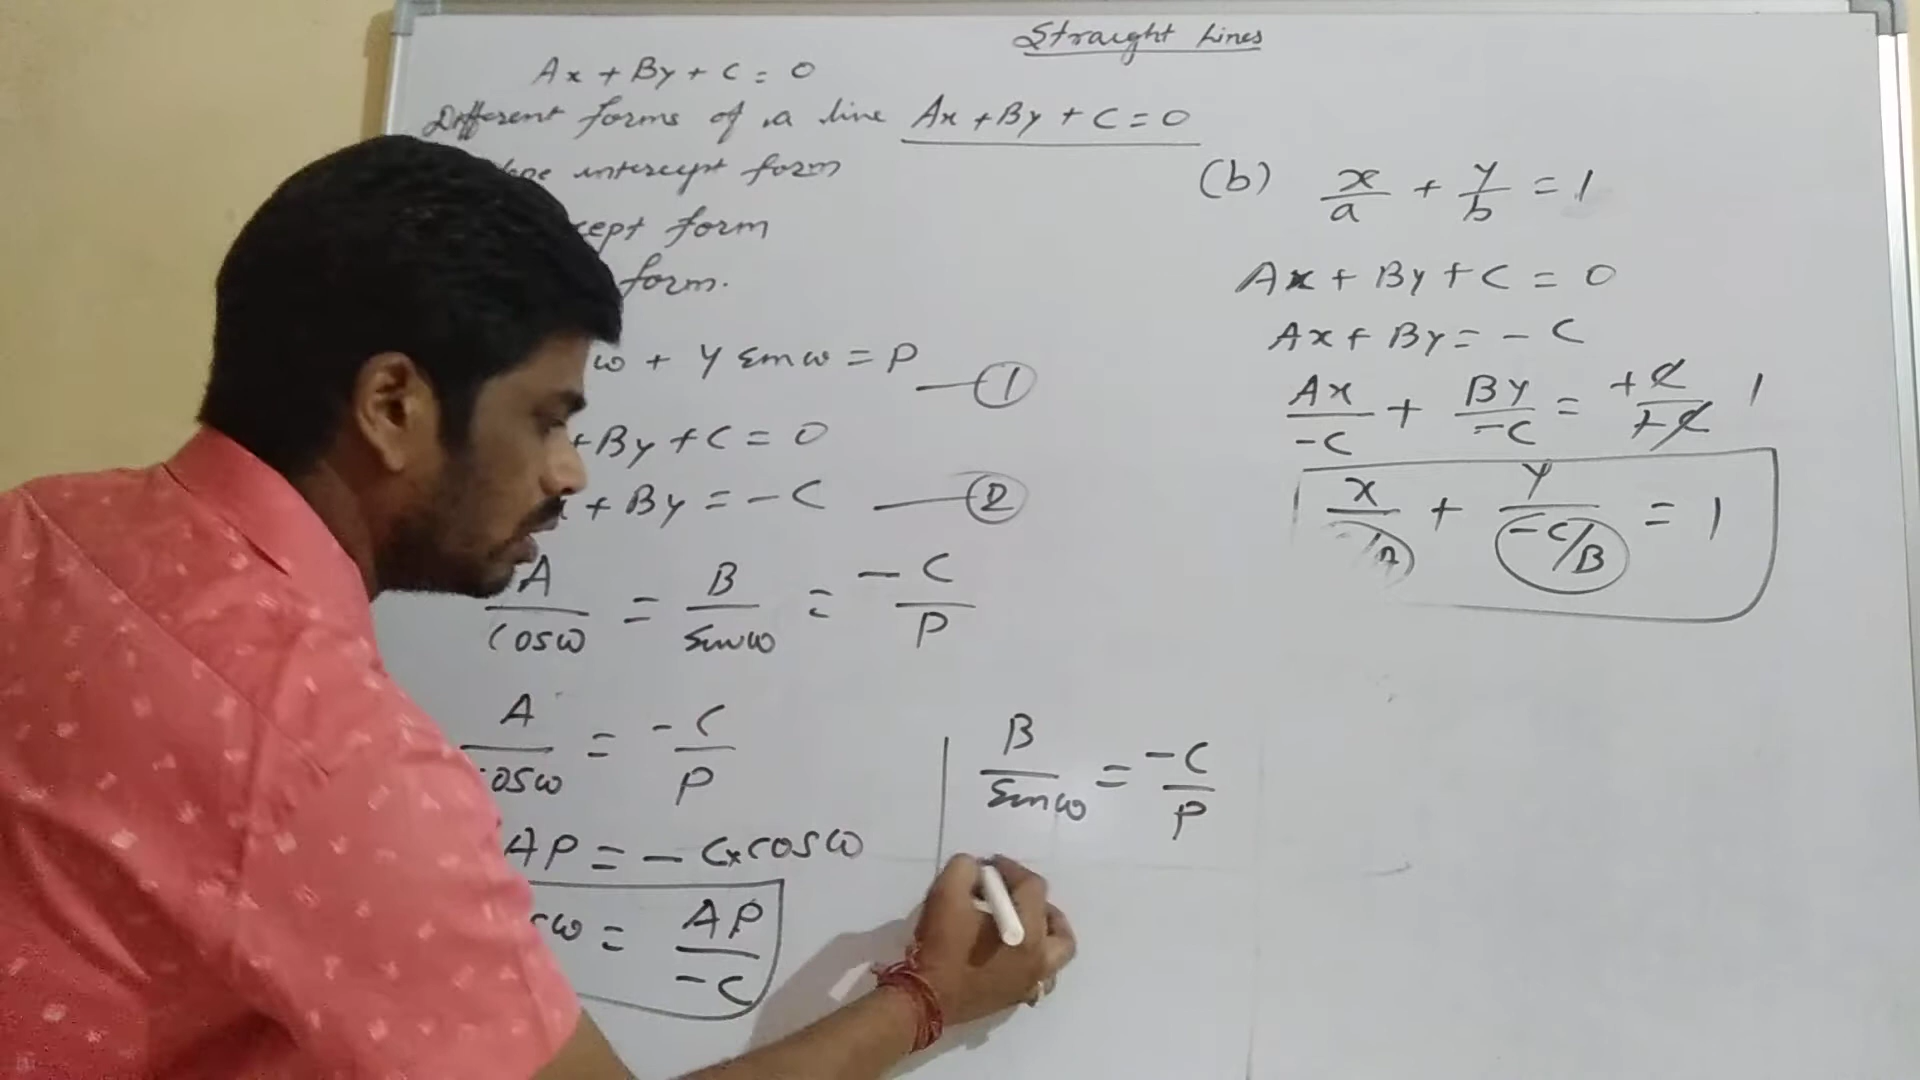 Straight Lines
Ax + By + C = 0
Different forms of a line Ax + By + C = 0
intercept form
form
form.
ω + y sinω = P —①
+ By + C = 0
+ By = - C —②
A/cosω = B/sinω = -C/P
A/cosω = -C/P
AP = - C×cosω
ω = AP/-C
B/sinω = -C/P
(b) x/a + y/b = 1
Ax + By + C = 0
Ax + By = - C
Ax/-C + By/-C = +C/+C 1
x/ + y/-C/B = 1